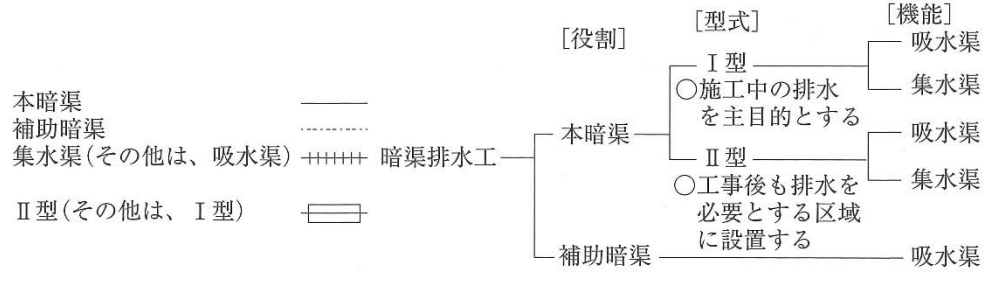 [役割]
[型式]
[機能]
本暗渠
補助暗渠
集水渠(その他は、吸水渠)
Ⅱ型(その他は、Ⅰ型)
暗渠排水工
本暗渠
Ⅰ型
○施工中の排水
を主目的とする
吸水渠
集水渠
Ⅱ型
○工事後も排水を
必要とする区域
に設置する
吸水渠
集水渠
補助暗渠
吸水渠